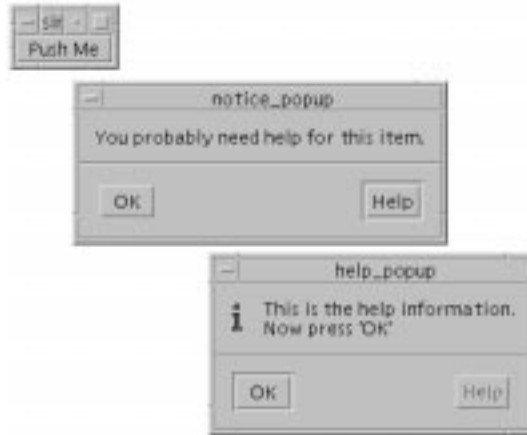 Push Me
notice_popup
You probably need help for this item.
OK
Help
help_popup
This is the help information.
Now press 'OK'
OK
Help